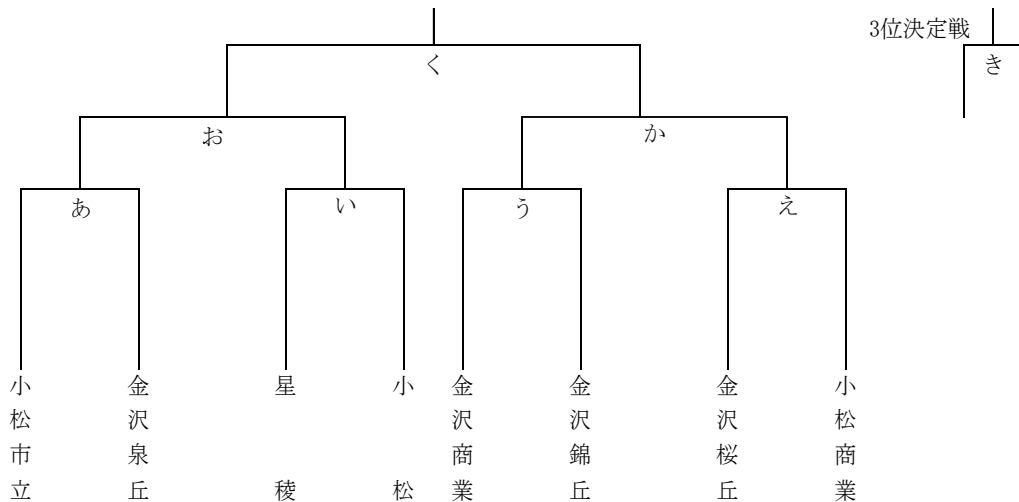 3位決定戦
く
き
お
か
あ
い
う
え
小松市立
金沢泉丘
星稜
小松
金沢商業
金沢錦丘
金沢桜丘
小松商業